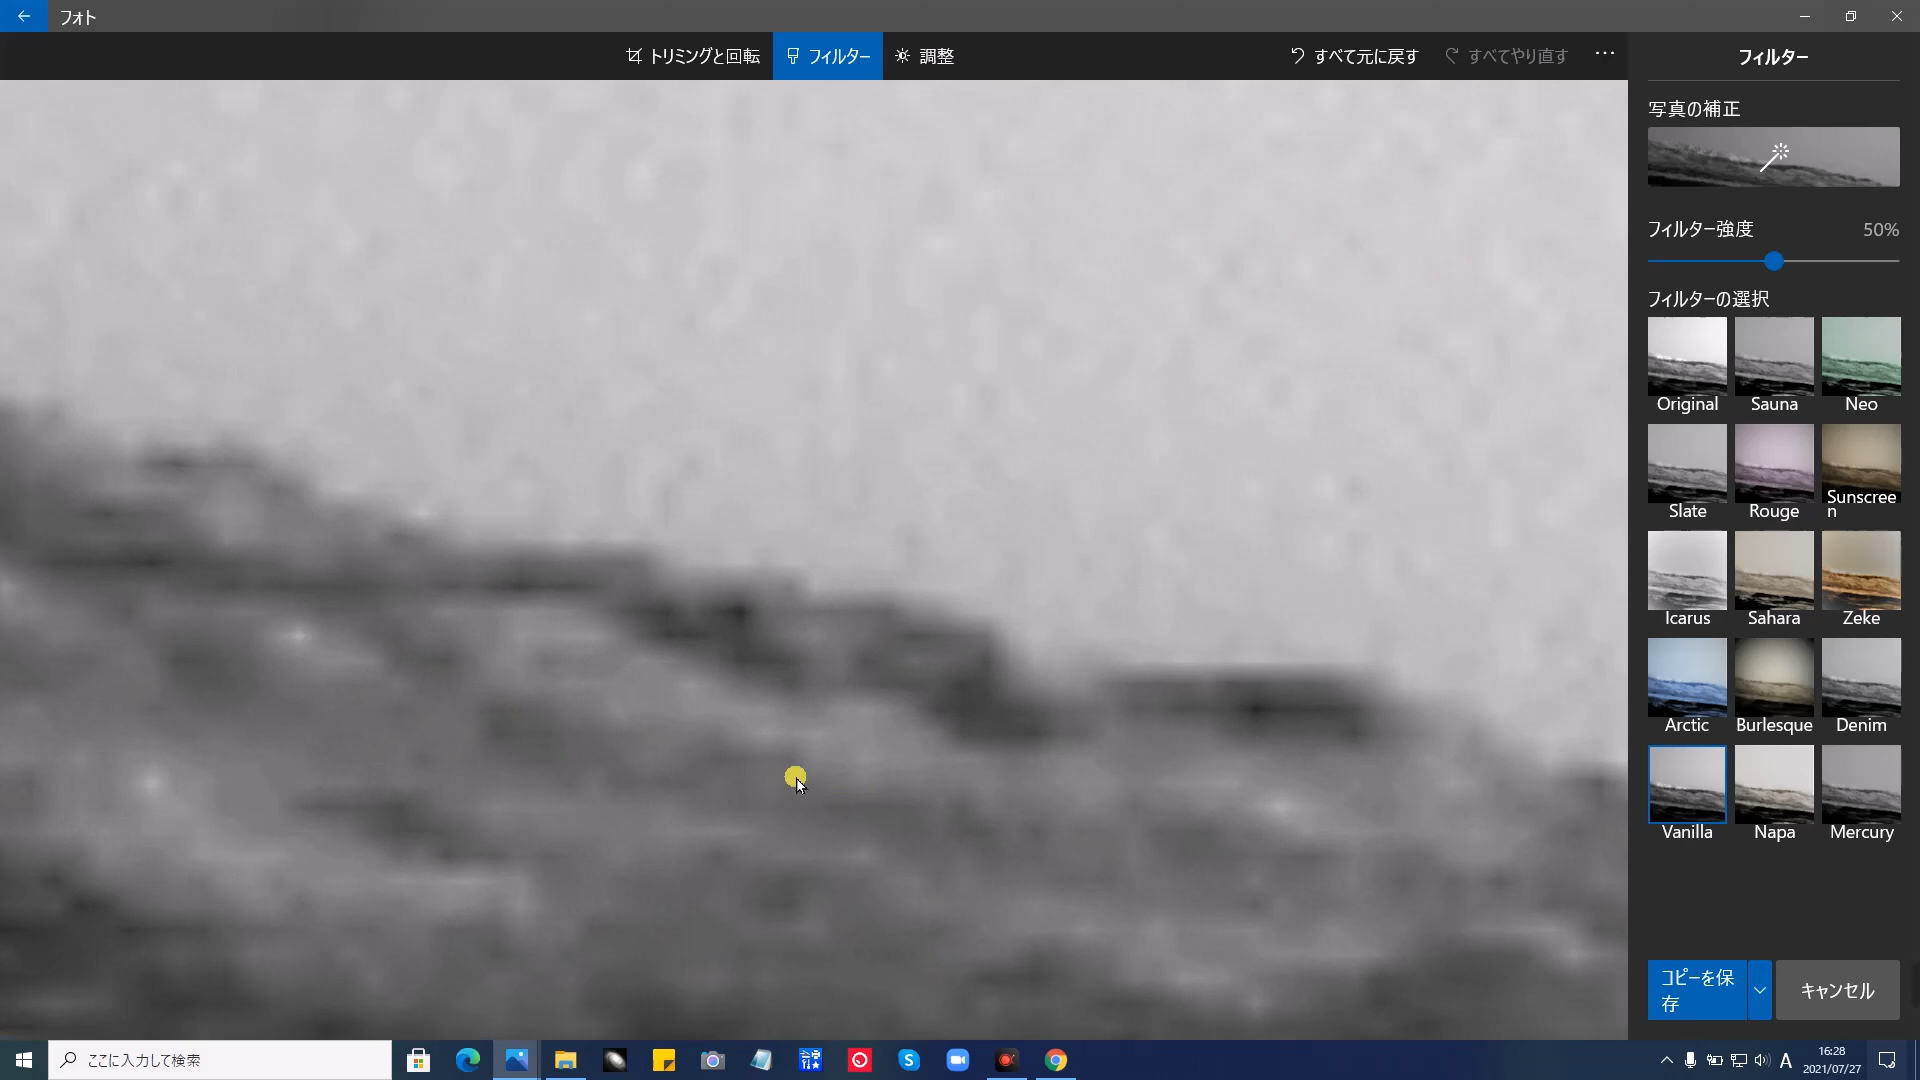 フォト
トリミングと回転
フィルター
調整
すべて元に戻す
すべてやり直す
フィルター
写真の補正
フィルター強度 50%
フィルターの選択
Original Sauna Neo
Slate Rouge Sunscree
n
Icarus Sahara Zeke
Arctic Burlesque Denim
Vanilla Napa Mercury
コピーを保
存
キャンセル
ここに入力して検索
A
16:28
2021/07/27